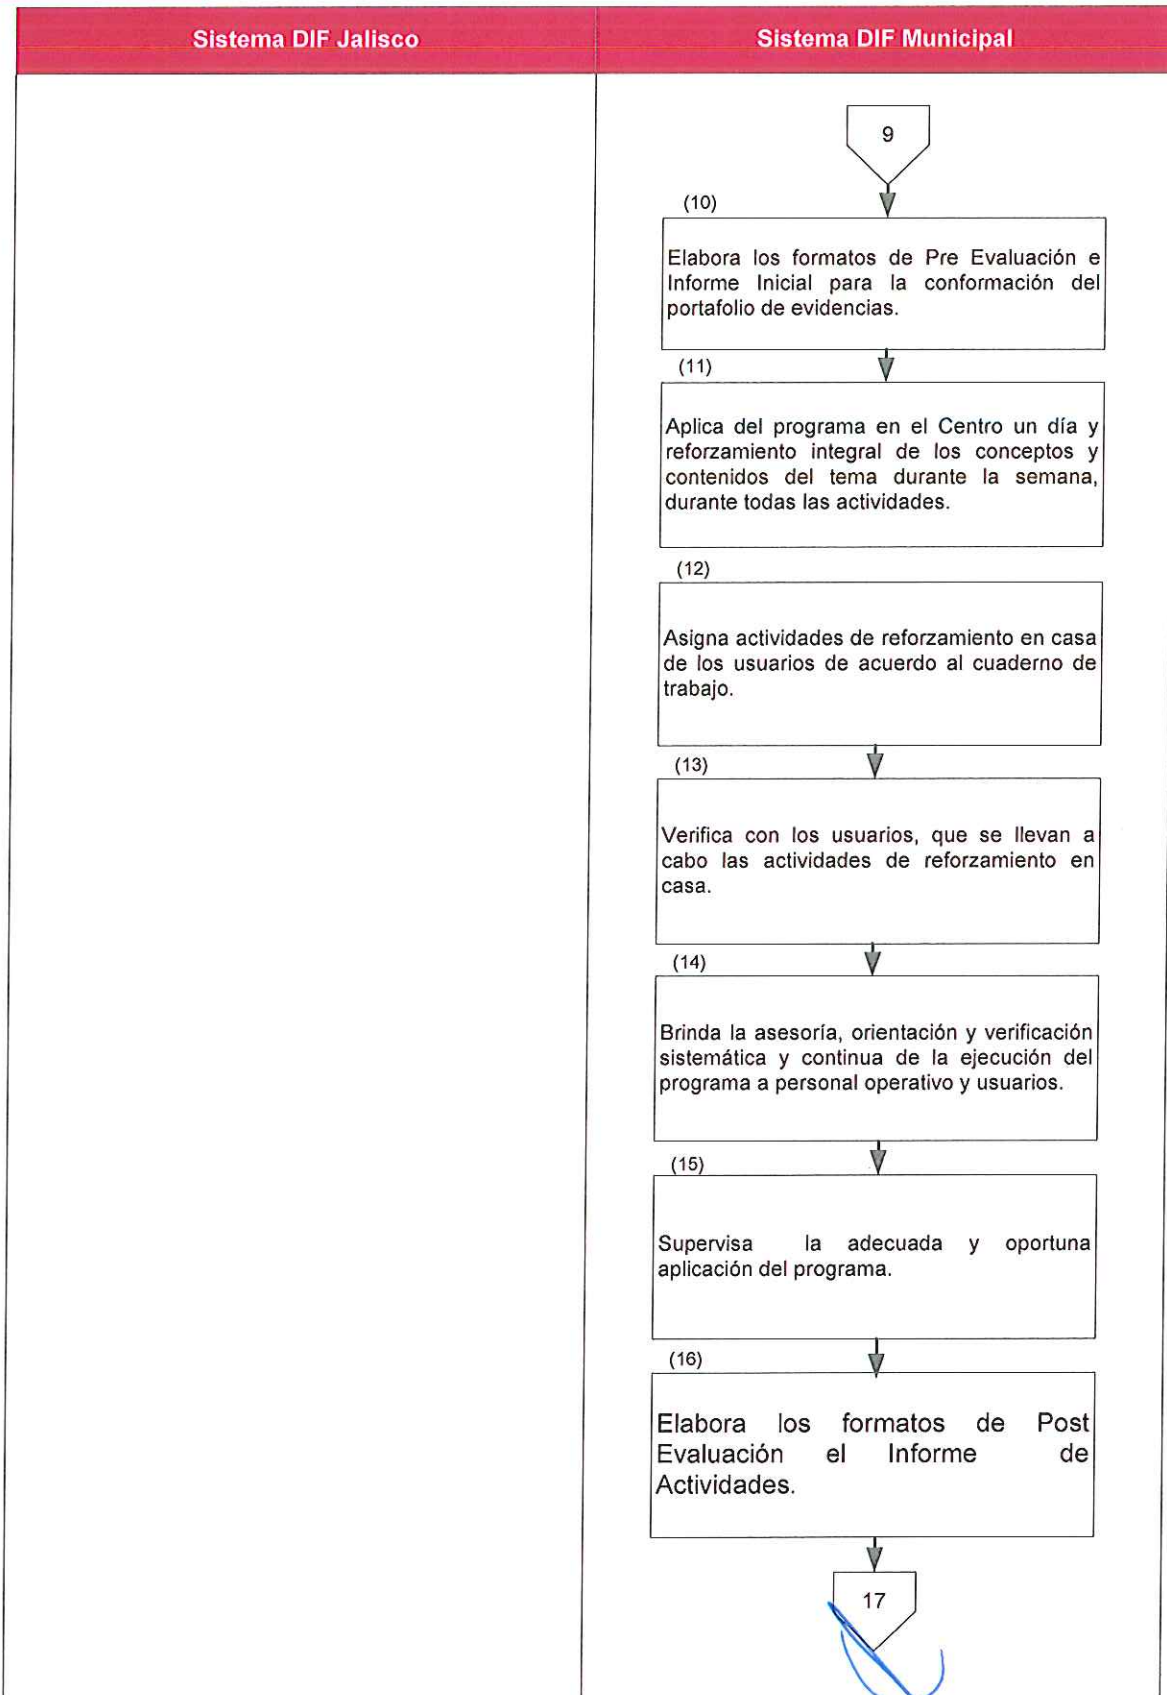 Sistema DIF Jalisco
Sistema DIF Municipal
9
(10)
Elabora los formatos de Pre Evaluación e
Informe Inicial para la conformación del
portafolio de evidencias.
(11)
Aplica del programa en el Centro un día y
reforzamiento integral de los conceptos y
contenidos del tema durante la semana,
durante todas las actividades.
(12)
Asigna actividades de reforzamiento en casa
de los usuarios de acuerdo al cuaderno de
trabajo.
(13)
Verifica con los usuarios, que se llevan a
cabo las actividades de reforzamiento en
casa.
(14)
Brinda la asesoría, orientación y verificación
sistemática y continua de la ejecución del
programa a personal operativo y usuarios.
(15)
Supervisa la adecuada y oportuna
aplicación del programa.
(16)
Elabora los formatos de Post
Evaluación el Informe de
Actividades.
17